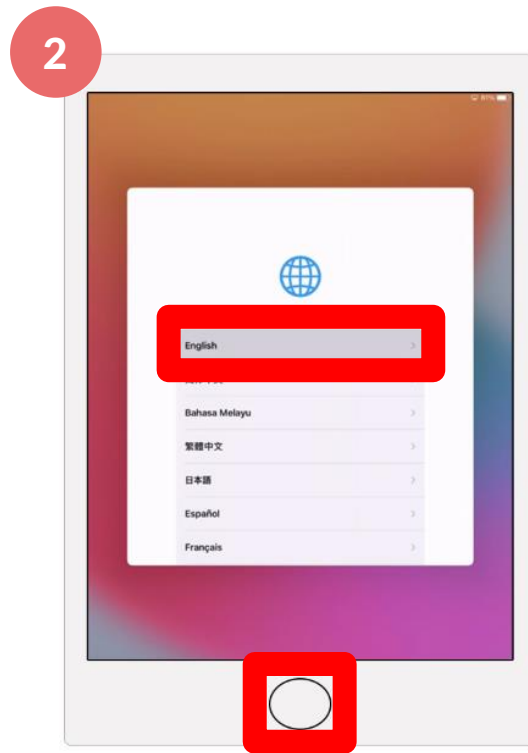 2
English
Bahasa Melayu
繁體中文
日本語
Español
Français